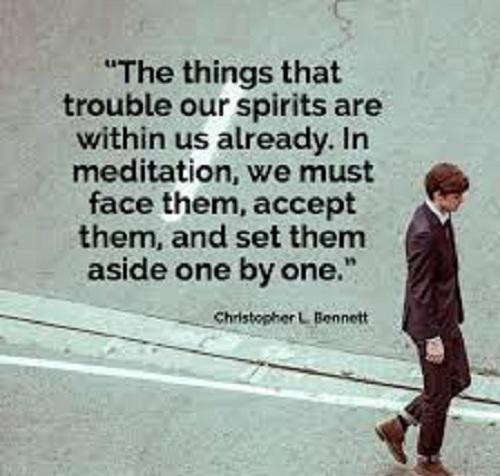 “The things that
trouble our spirits are
within us already. In
meditation, we must
face them, accept
them, and set them
aside one by one.”
Christopher L. Bennett